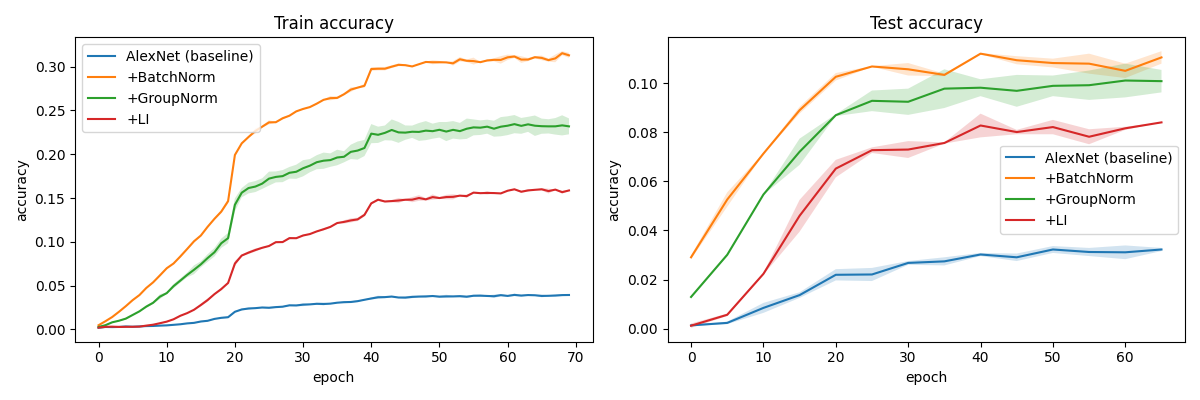 Train accuracy
accuracy
0.30
0.25
0.20
0.15
0.10
0.05
0.00
AlexNet (baseline)
+BatchNorm
+GroupNorm
+LI
0 10 20 30 40 50 60 70
epoch
Test accuracy
accuracy
0.10
0.08
0.06
0.04
0.02
0.00
AlexNet (baseline)
+BatchNorm
+GroupNorm
+LI
0 10 20 30 40 50 60
epoch